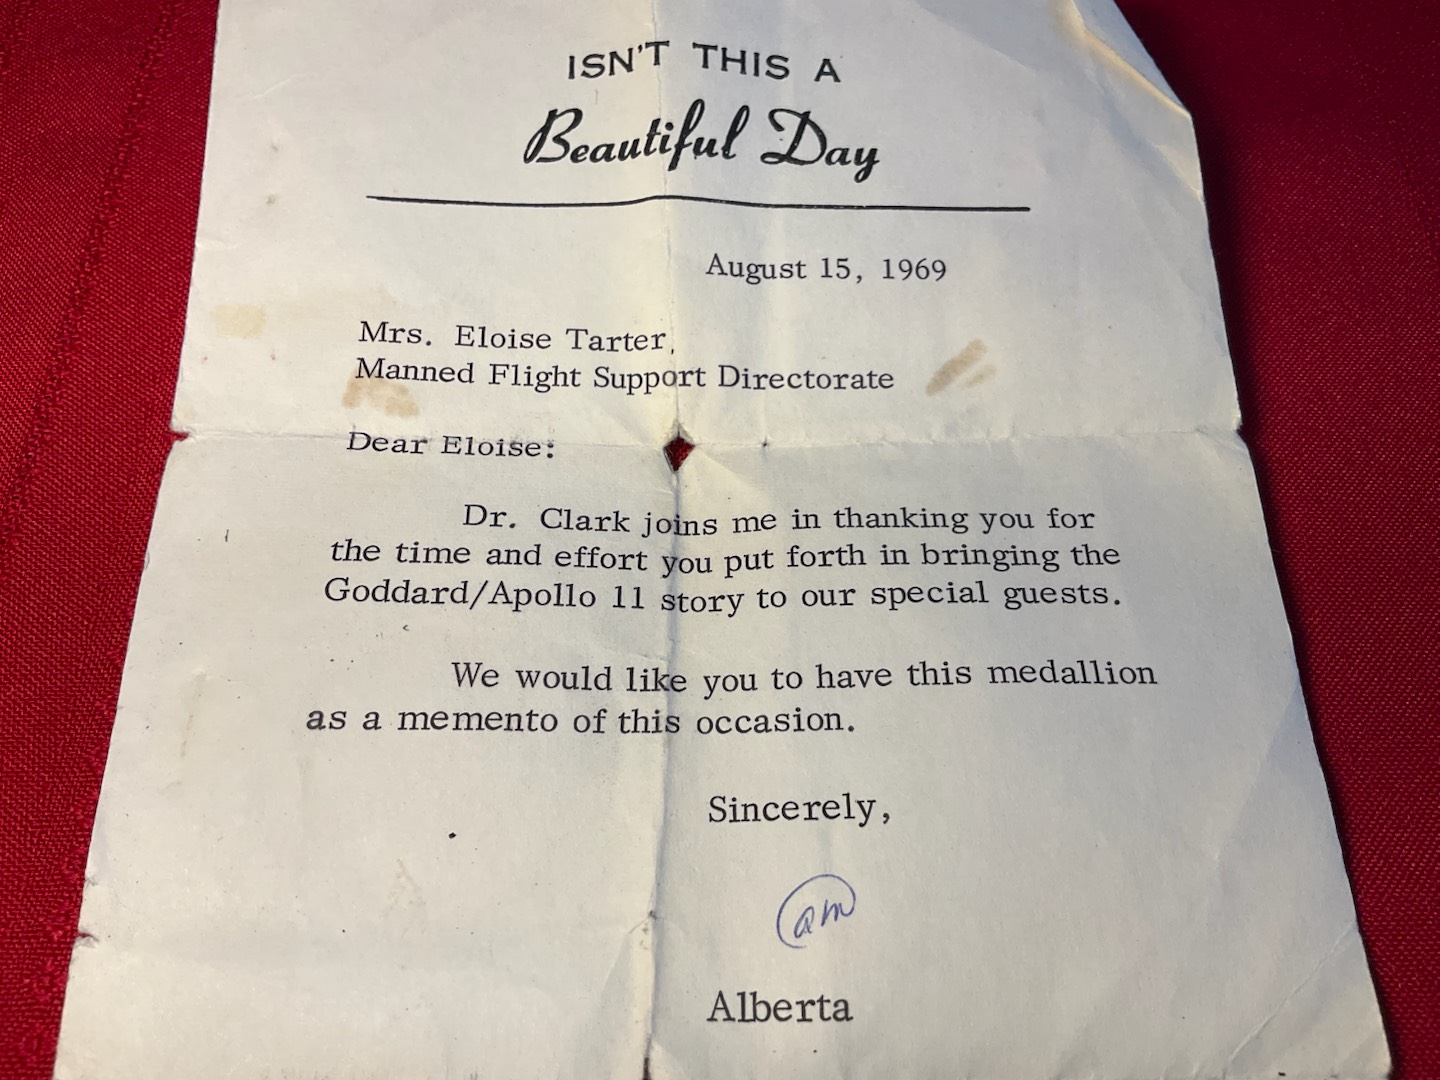 ISN'T THIS A
Beautiful Day
August 15, 1969
Mrs. Eloise Tarter,
Manned Flight Support Directorate
Dear Eloise:
Dr. Clark joins me in thanking you for
the time and effort you put forth in bringing the
Goddard/Apollo 11 story to our special guests.
We would like you to have this medallion
as a memento of this occasion.
Sincerely,
am
Alberta